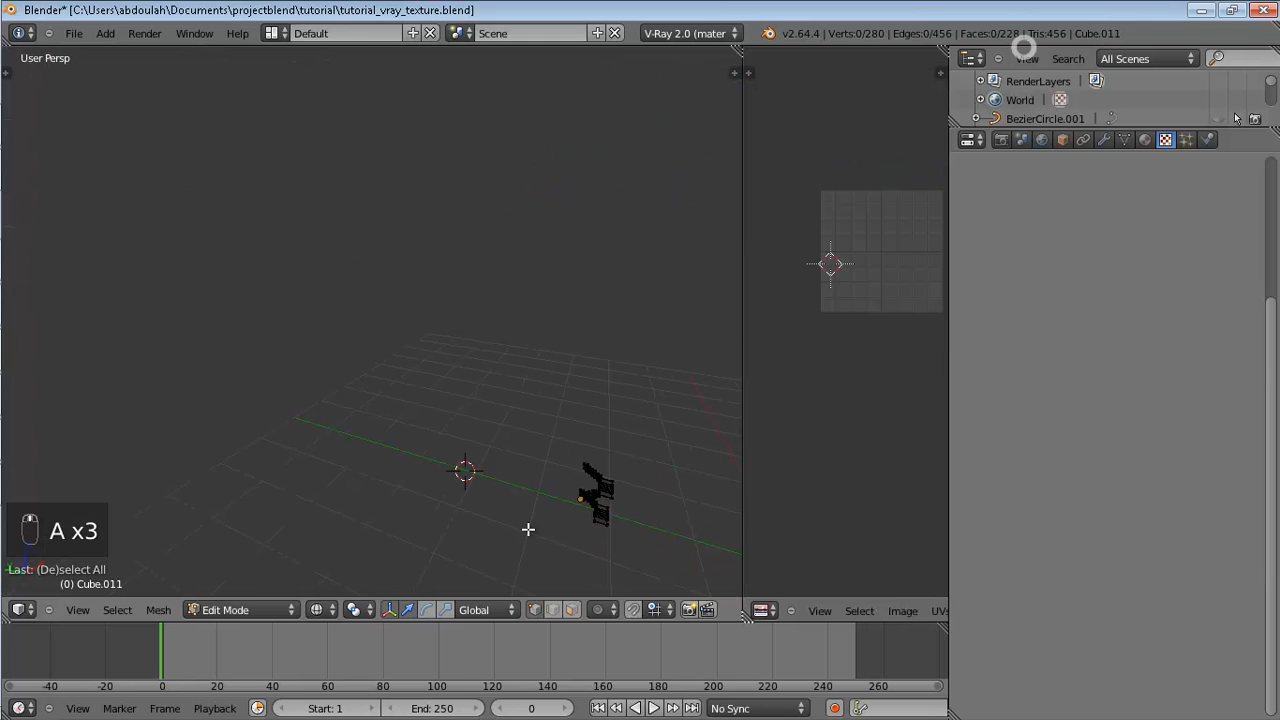 Blender* [C:\Users\abdoulah\Documents\projectblend\tutorial\tutorial_vray_texture.blend]
File Add Render Window Help Default Scene V-Ray 2.0 (mater v2.64.4 | Verts:0/280 | Edges:0/456 | Faces:0/228 | Tris:456 | Cube.011
User Persp
View Search All Scenes
RenderLayers
World
BezierCircle.001
A x3
Last: (De)select All
(0) Cube.011
View Select Mesh Edit Mode Global View Select Image UVs
-40 -20 0 20 40 60 80 100 120 140 160 180 200 220 240 260
View Marker Frame Playback Start: 1 End: 250 0 No Sync